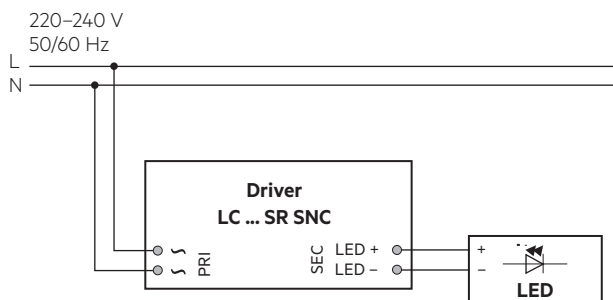 220–240 V
50/60 Hz
L
N
Driver
LC ... SR SNC
~
~
PRI
SEC
LED +
LED –
+
–
LED